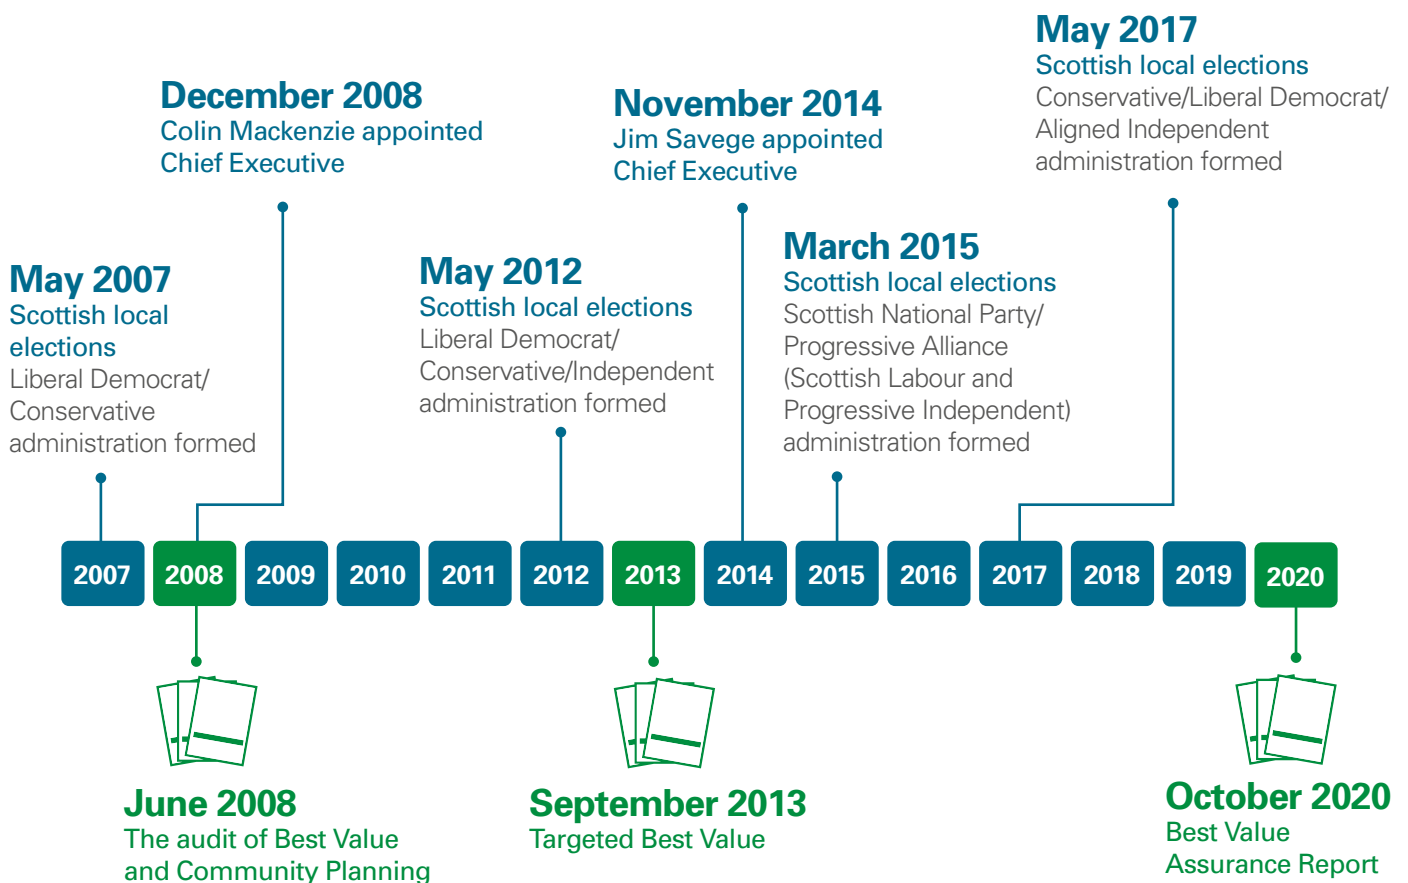 May 2017
Scottish local elections
Conservative/Liberal Democrat/
Aligned Independent
administration formed
December 2008
Colin Mackenzie appointed
Chief Executive
November 2014
Jim Savege appointed
Chief Executive
March 2015
Scottish local elections
Scottish National Party/
Progressive Alliance
(Scottish Labour and
Progressive Independent)
administration formed
May 2007
Scottish local
elections
Liberal Democrat/
Conservative
administration formed
May 2012
Scottish local elections
Liberal Democrat/
Conservative/Independent
administration formed
2007 2008 2009 2010 2011 2012 2013 2014 2015 2016 2017 2018 2019 2020
June 2008
The audit of Best Value
and Community Planning
September 2013
Targeted Best Value
October 2020
Best Value
Assurance Report